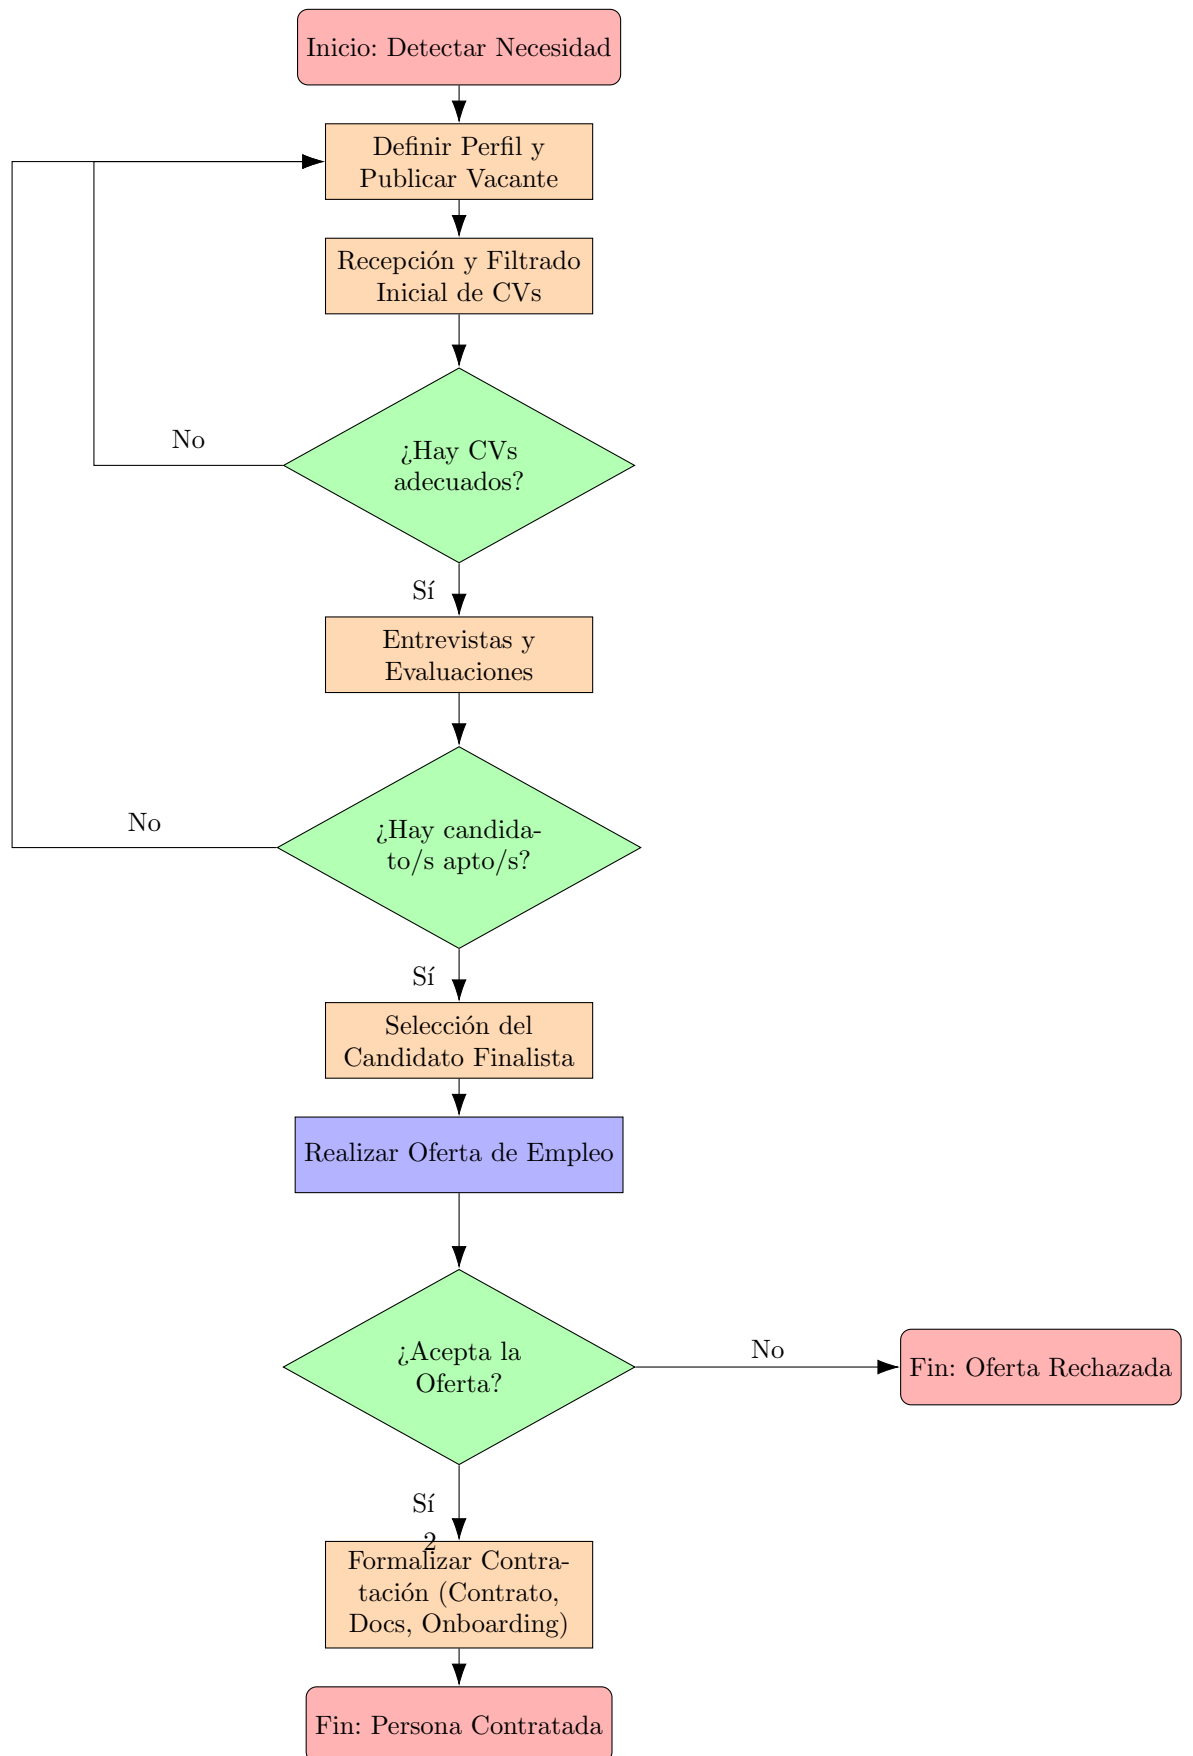 Inicio: Detectar Necesidad
Definir Perfil y
Publicar Vacante
Recepción y Filtrado
Inicial de CVs
No
¿Hay CVs
adecuados?
Sí
Entrevistas y
Evaluaciones
No
¿Hay candida-
to/s apto/s?
Sí
Selección del
Candidato Finalista
Realizar Oferta de Empleo
¿Acepta la
Oferta?
No
Fin: Oferta Rechazada
Sí
2
Formalizar Contra-
tación (Contrato,
Docs, Onboarding)
Fin: Persona Contratada